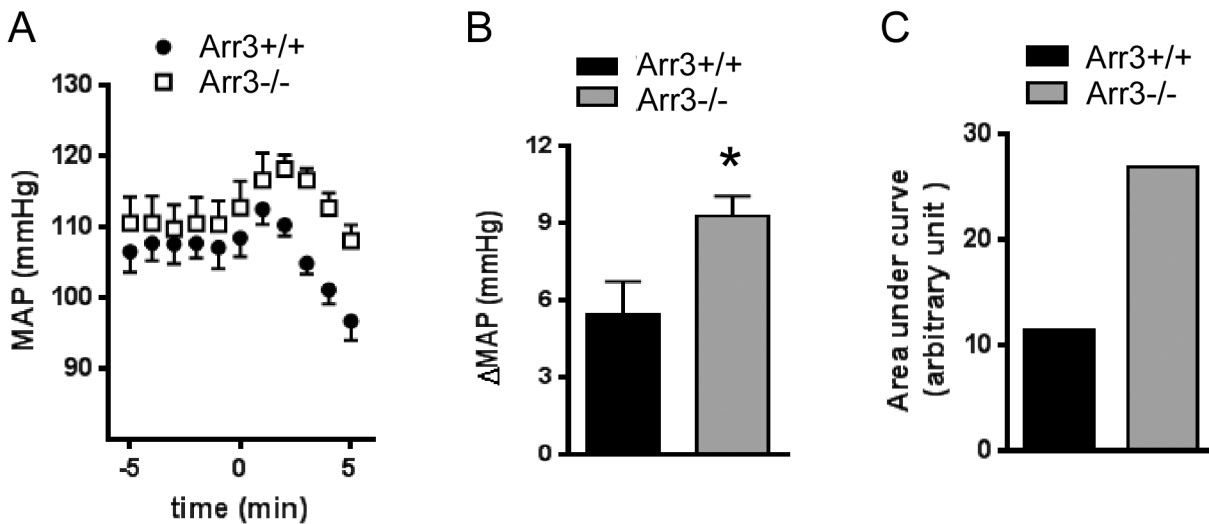 A
Arr3+/+
Arr3-/-
130
120
110
100
90
MAP (mmHg)
-5
0
5
time (min)
B
Arr3+/+
Arr3-/-
12
9
6
3
0
*
ΔMAP (mmHg)
C
Arr3+/+
Arr3-/-
30
20
10
0
Area under curve
(arbitrary unit )